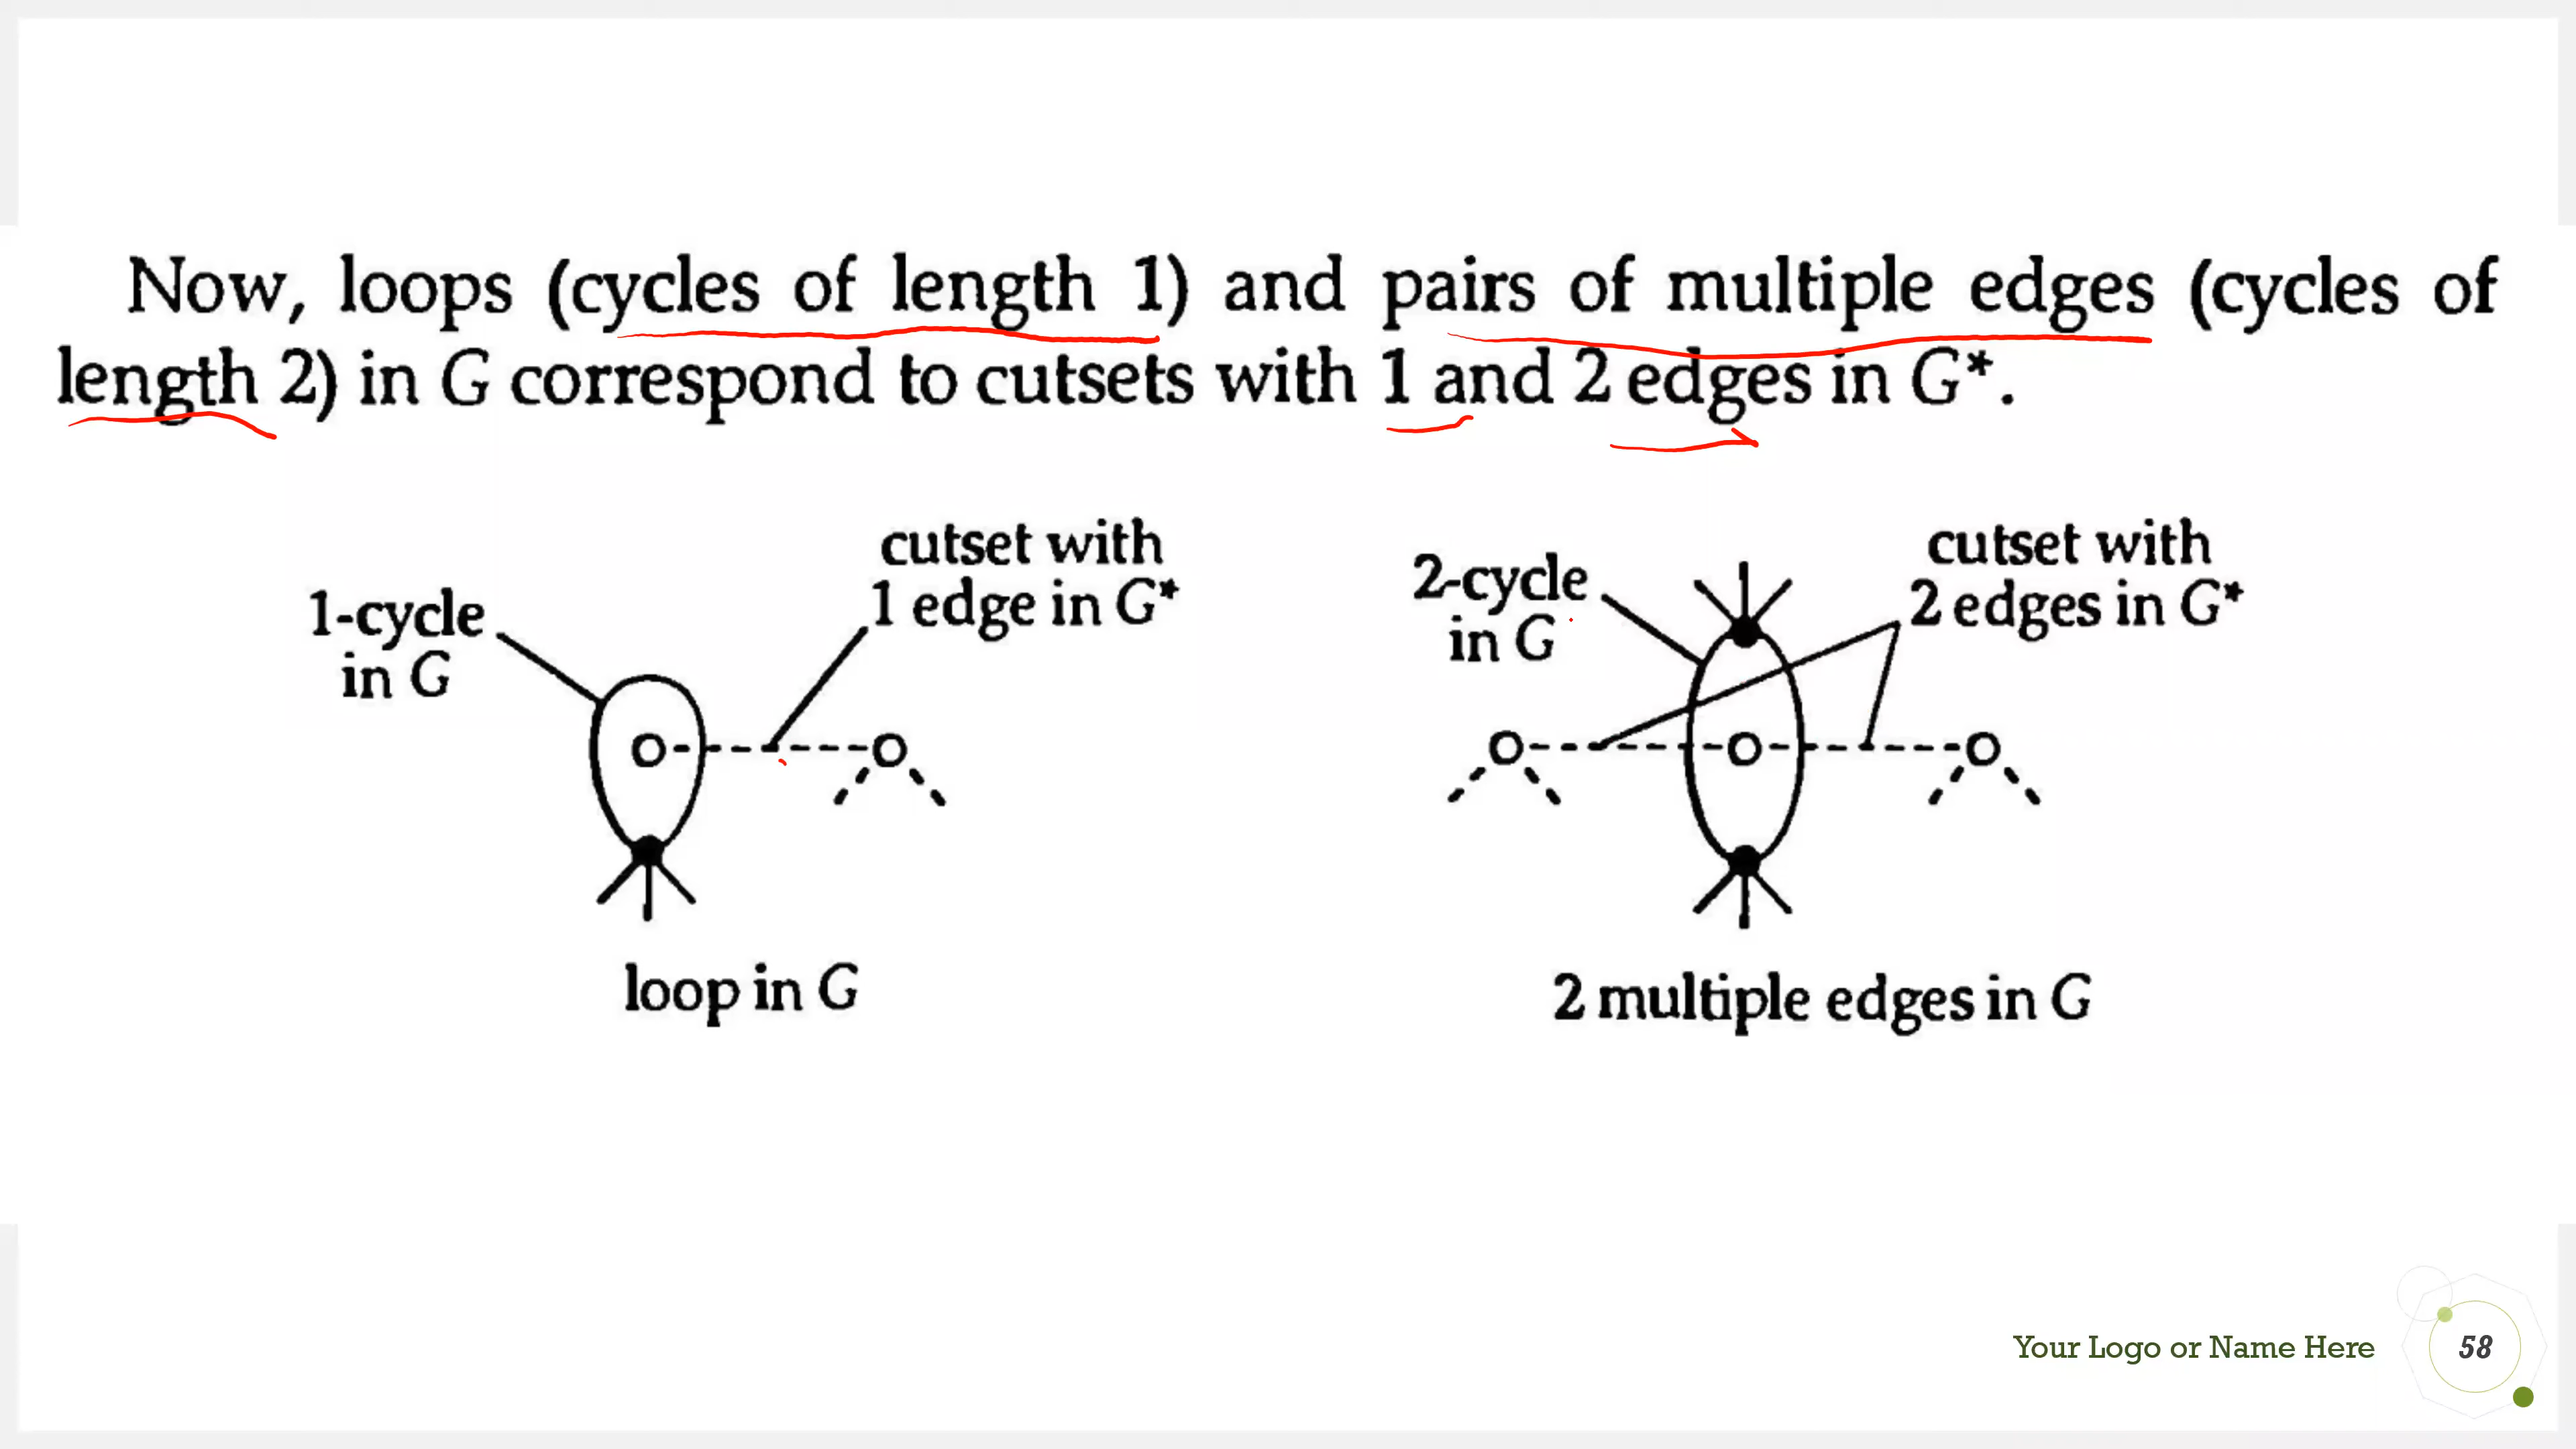 Now, loops (cycles of length 1) and pairs of multiple edges (cycles of
length 2) in G correspond to cutsets with 1 and 2 edges in G*.
1-cycle
in G
cutset with
1 edge in G*
loop in G
2-cycle
in G
cutset with
2 edges in G*
2 multiple edges in G
Your Logo or Name Here
58